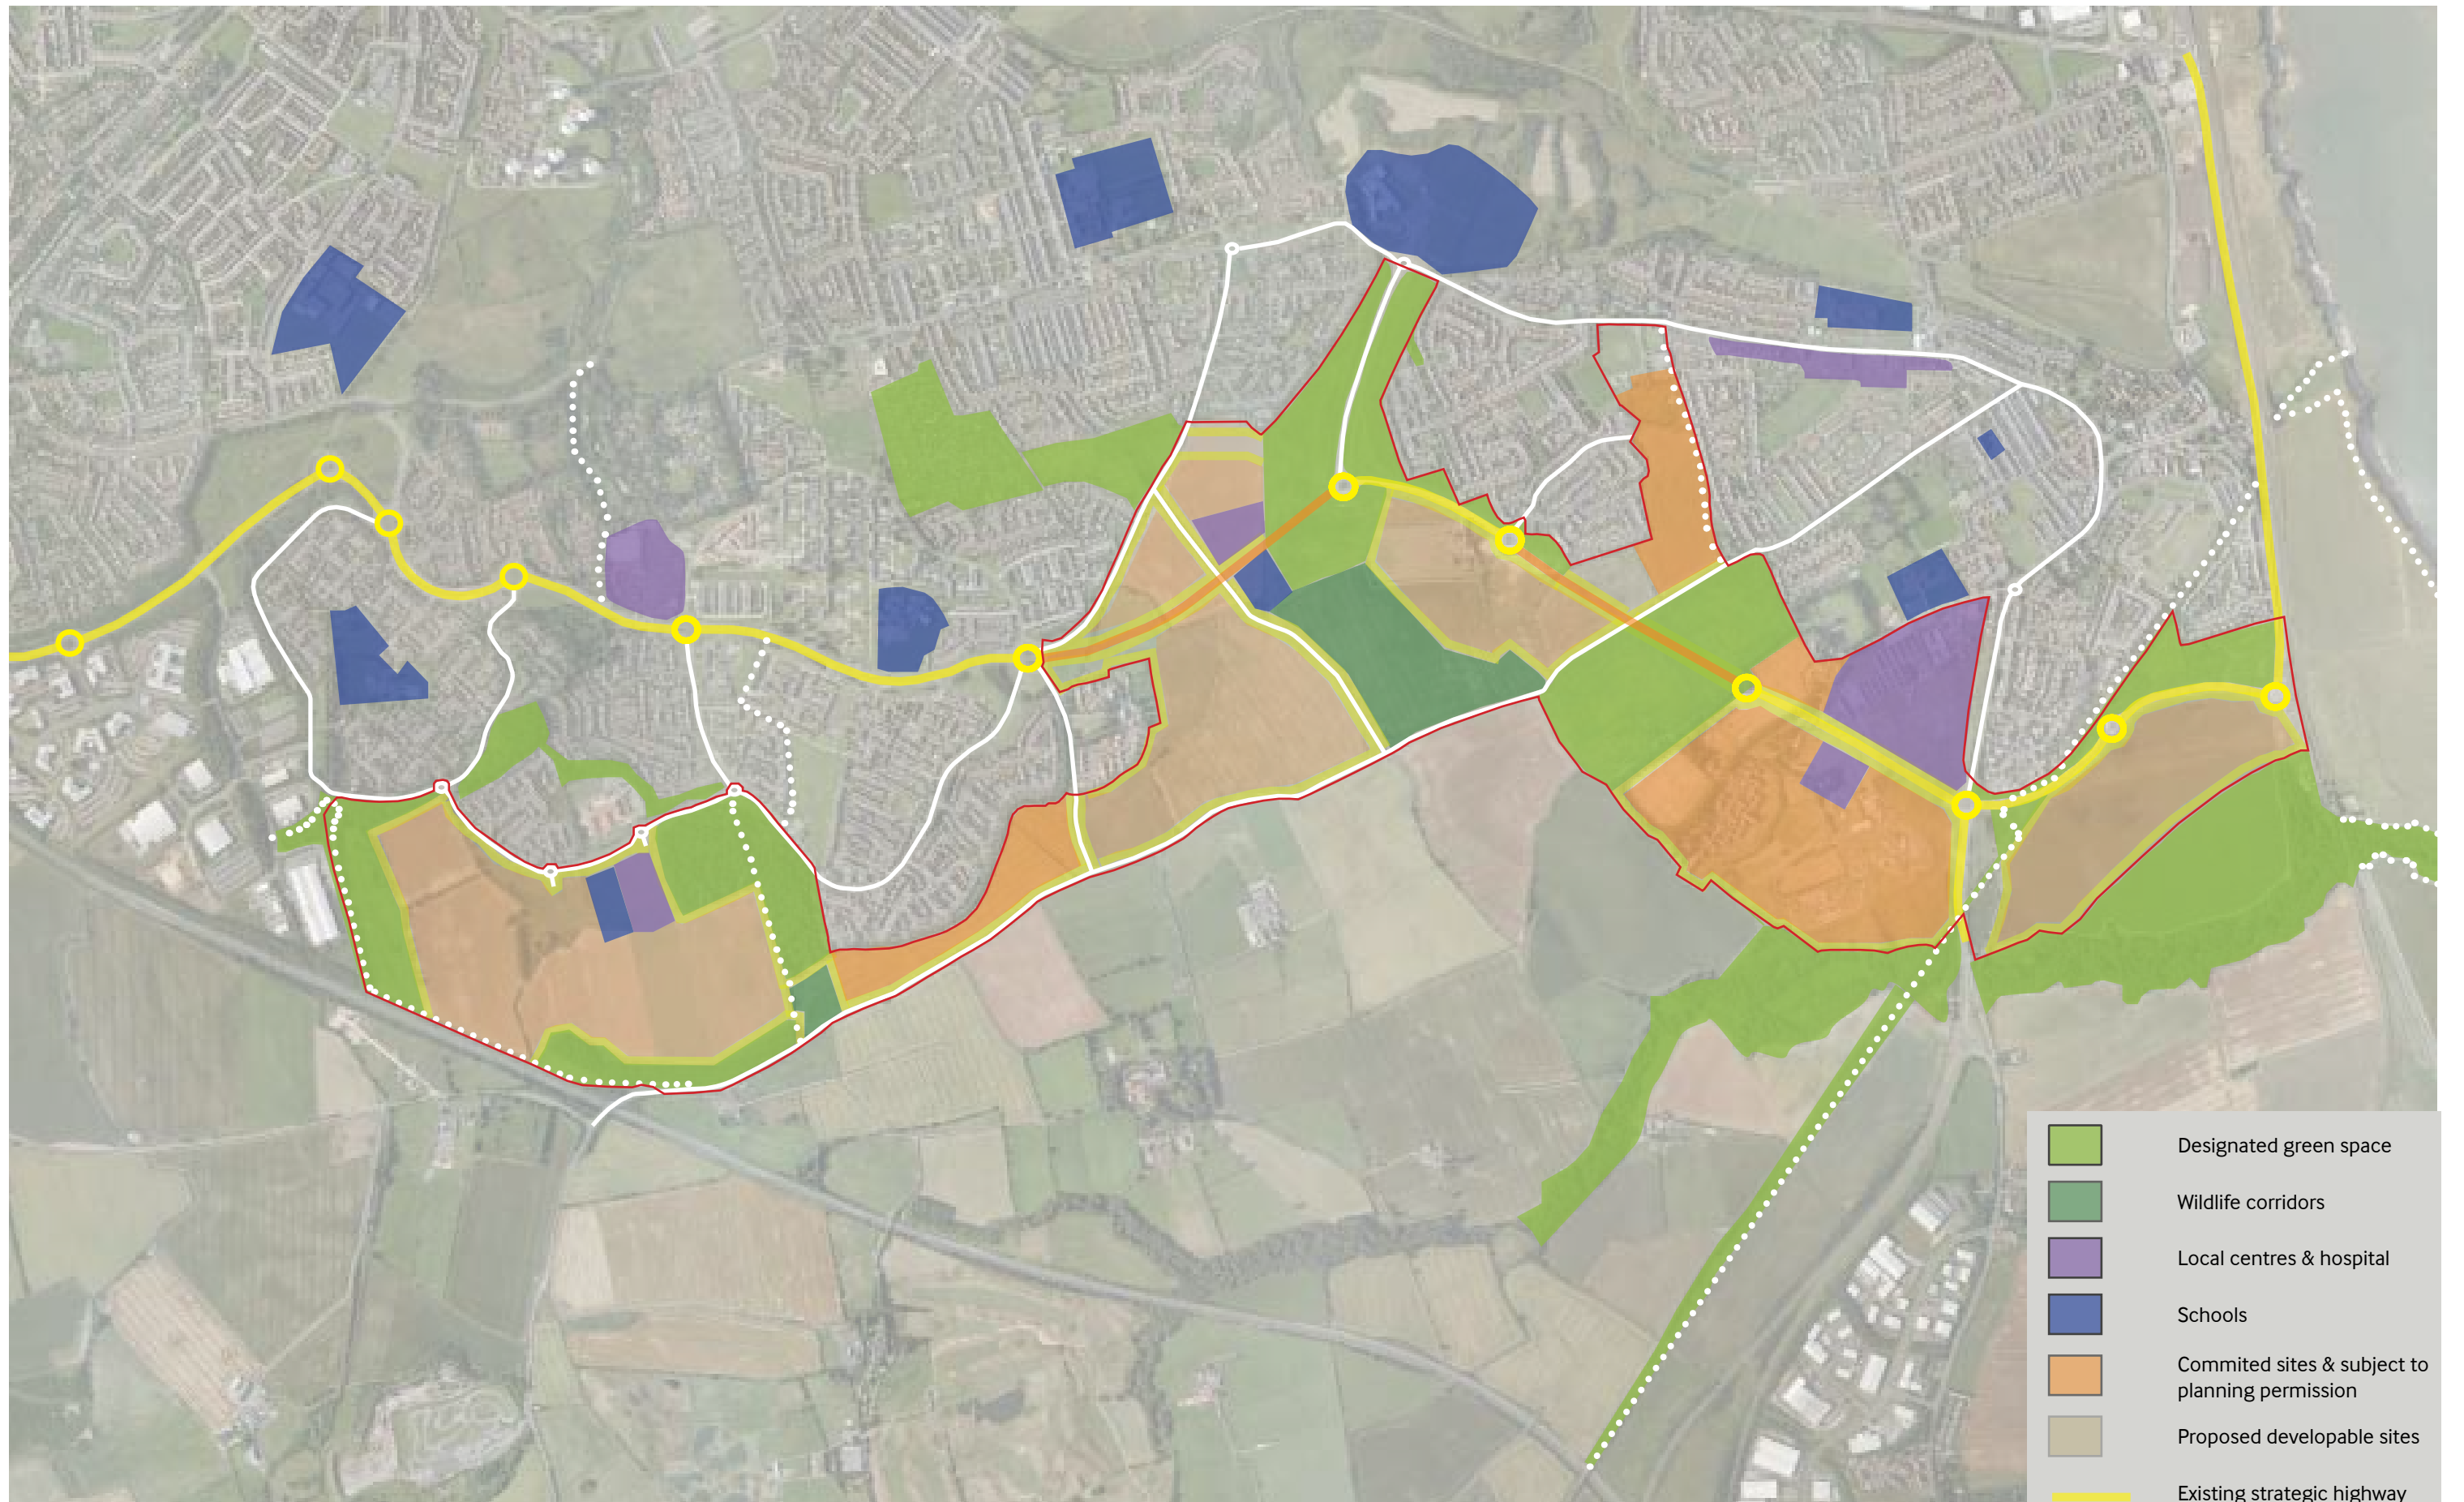 Designated green space
Wildlife corridors
Local centres & hospital
Schools
Commited sites & subject to
planning permission
Proposed developable sites
Existing strategic highway